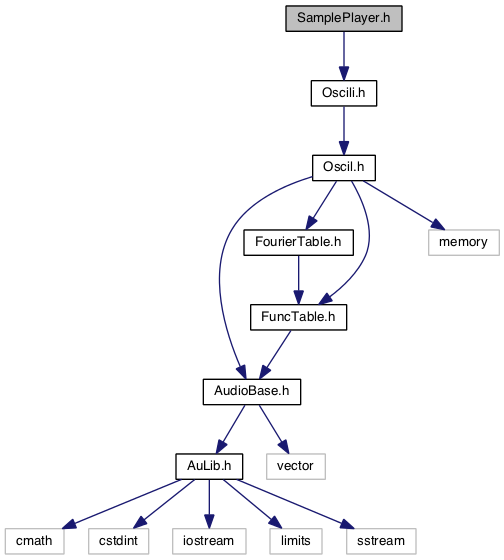 SamplePlayer.h
Oscili.h
Oscil.h
FourierTable.h
memory
FuncTable.h
AudioBase.h
AuLib.h
vector
cmath
cstdint
iostream
limits
sstream